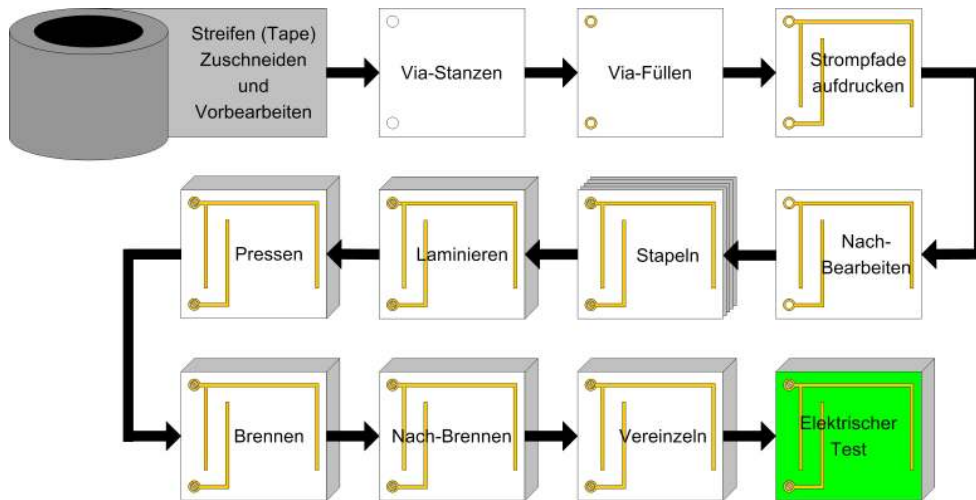 Streifen (Tape)
Zuschneiden
und
Vorbearbeiten
Via-Stanzen
Via-Füllen
Strompfade
aufdrucken
Nach-
Bearbeiten
Stapeln
Laminieren
Pressen
Brennen
Nach-Brennen
Vereinzeln
Elektrischer
Test